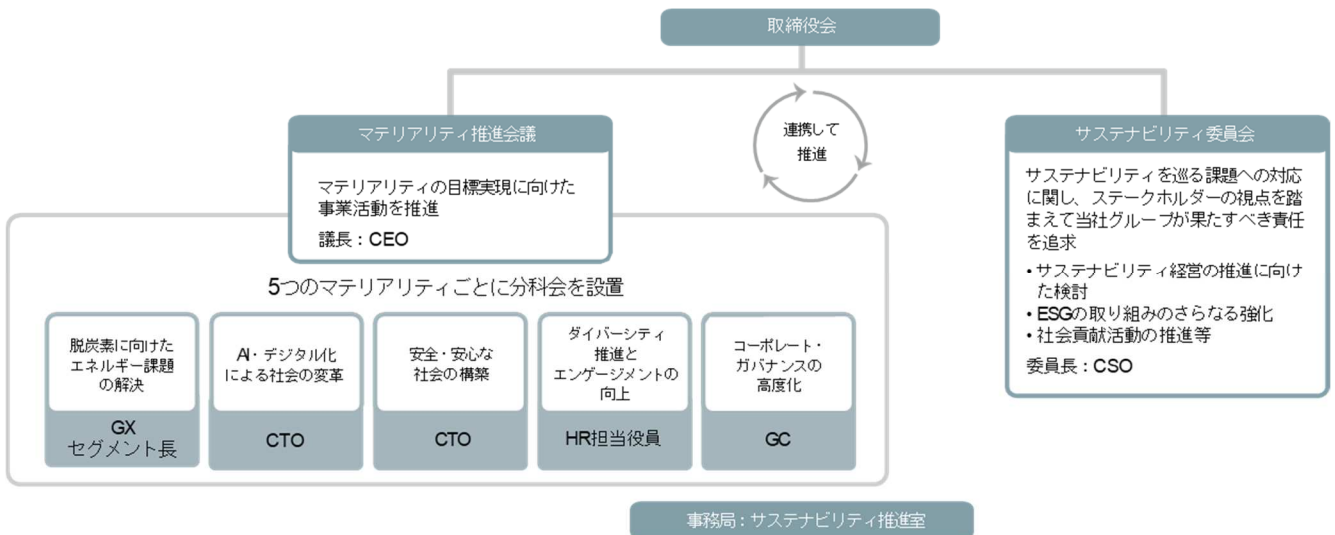 取締役会
マテリアリティ推進会議
マテリアリティの目標実現に向けた
事業活動を推進
議長：CEO
連携して
推進
サステナビリティ委員会
サステナビリティを巡る課題への対応
に関し、ステークホルダーの視点を踏
まえて当社グループが果たすべき責任
を追求
・サステナビリティ経営の推進に向け
た検討
・ESGの取り組みのさらなる強化
・社会貢献活動の推進等
委員長：CSO
5つのマテリアリティごとに分科会を設置
脱炭素に向けた
エネルギー課題
の解決
GX
セグメント長
AI・デジタル化
による社会の変革
CTO
安全・安心な
社会の構築
CTO
ダイバーシティ
推進と
エンゲージメントの
向上
HR担当役員
コーポレート・
ガバナンスの
高度化
GC
事務局：サステナビリティ推進室